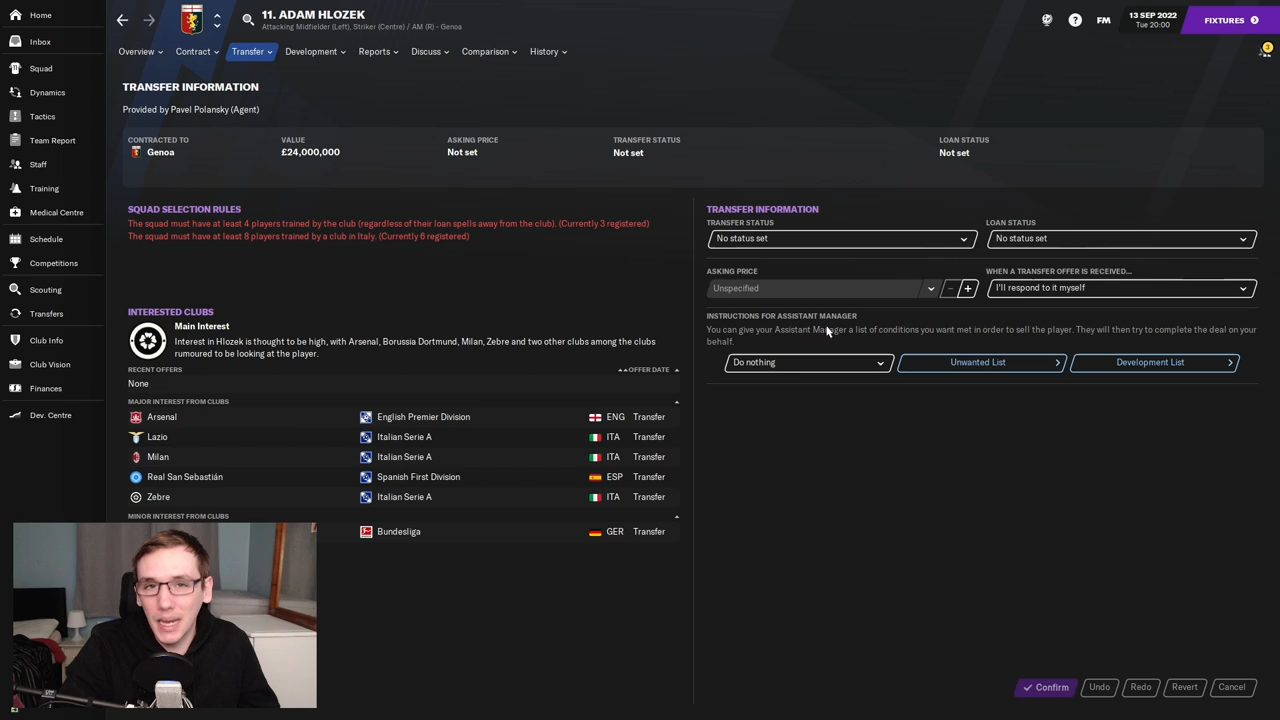 Home
Inbox
Squad
Dynamics
Tactics
Team Report
Staff
Training
Medical Centre
Schedule
Competitions
Scouting
Transfers
Club Info
Club Vision
Finances
Dev. Centre
11. ADAM HLOZEK
Attacking Midfielder (Left), Striker (Centre) / AM (R) - Genoa
?
FM
13 SEP 2022
Tue 20:00
FIXTURES
3
Overview
Contract
Transfer
Development
Reports
Discuss
Comparison
History
TRANSFER INFORMATION
Provided by Pavel Polansky (Agent)
CONTRACTED TO VALUE ASKING PRICE TRANSFER STATUS LOAN STATUS
Genoa £24,000,000 Not set Not set Not set
SQUAD SELECTION RULES
The squad must have at least 4 players trained by the club (regardless of their loan spells away from the club). (Currently 3 registered)
The squad must have at least 8 players trained by a club in Italy. (Currently 6 registered)
INTERESTED CLUBS
Main Interest
Interest in Hlozek is thought to be high, with Arsenal, Borussia Dortmund, Milan, Zebre and two other clubs among the clubs
rumoured to be looking at the player.
RECENT OFFERS OFFER DATE
None
MAJOR INTEREST FROM CLUBS
Arsenal English Premier Division ENG Transfer
Lazio Italian Serie A ITA Transfer
Milan Italian Serie A ITA Transfer
Real San Sebastián Spanish First Division ESP Transfer
Zebre Italian Serie A ITA Transfer
MINOR INTEREST FROM CLUBS
Bundesliga GER Transfer
TRANSFER INFORMATION
TRANSFER STATUS LOAN STATUS
No status set No status set
ASKING PRICE WHEN A TRANSFER OFFER IS RECEIVED...
Unspecified - + I'll respond to it myself
INSTRUCTIONS FOR ASSISTANT MANAGER
You can give your Assistant Manager a list of conditions you want met in order to sell the player. They will then try to complete the deal on your
behalf.
Do nothing Unwanted List Development List
Confirm Undo Redo Revert Cancel